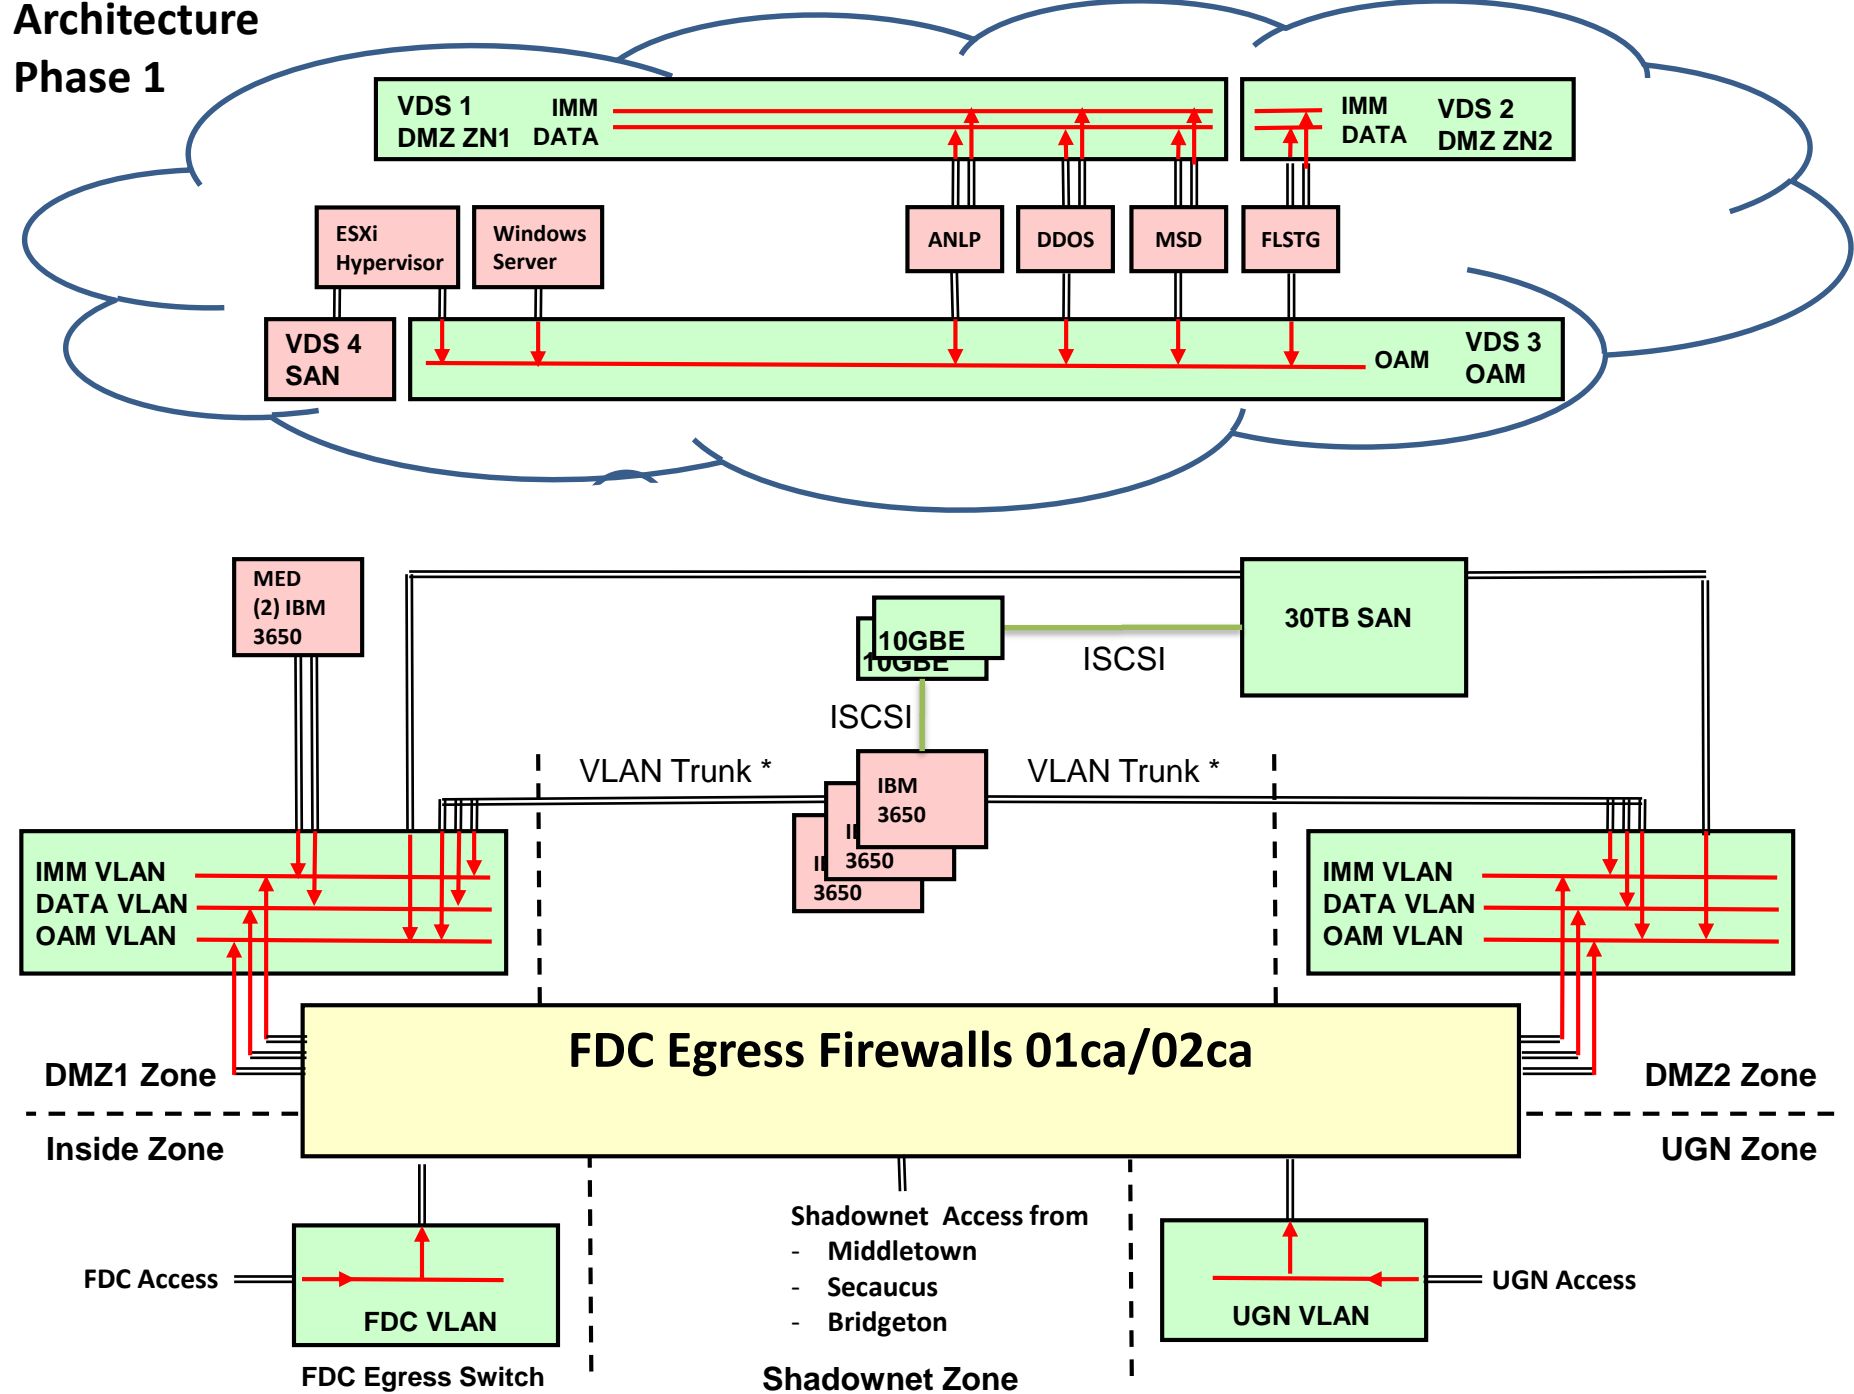 Architecture
Phase 1
VDS 1
DMZ ZN1
IMM
DATA
IMM
DATA
VDS 2
DMZ ZN2
ESXi
Hypervisor
Windows
Server
ANLP
DDOS
MSD
FLSTG
VDS 4
SAN
OAM
VDS 3
OAM
MED
(2) IBM
3650
10GBE
10GBE
ISCSI
30TB SAN
ISCSI
VLAN Trunk *
VLAN Trunk *
IBM
3650
3650
3650
IMM VLAN
DATA VLAN
OAM VLAN
IMM VLAN
DATA VLAN
OAM VLAN
FDC Egress Firewalls 01ca/02ca
DMZ1 Zone
DMZ2 Zone
Inside Zone
UGN Zone
Shadownet Access from
- Middletown
- Secaucus
- Bridgeton
FDC Access
FDC VLAN
UGN VLAN
UGN Access
FDC Egress Switch
Shadownet Zone